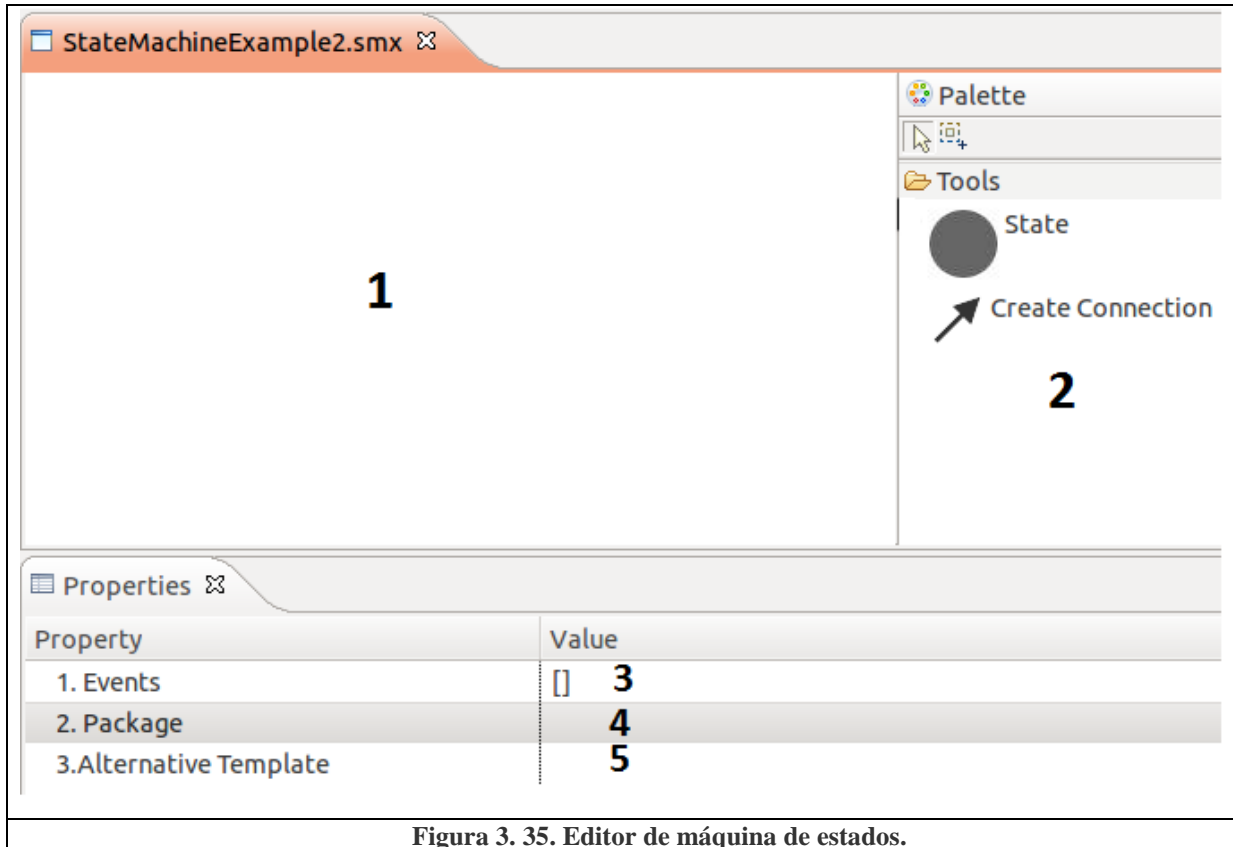 StateMachineExample2.smx
Palette
Tools
State
1
Create Connection
2
Properties
Property Value
1. Events [] 3
2. Package 4
3.Alternative Template 5
Figura 3. 35. Editor de máquina de estados.